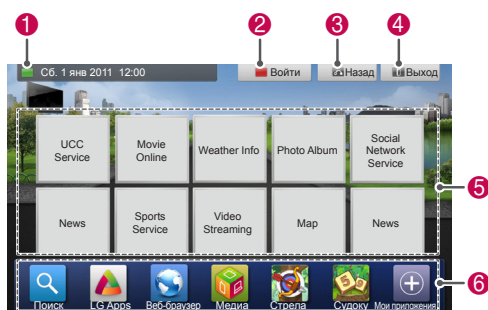 1 2 3 4
Сб. 1 янв 2011 12:00 Войти Назад Выход
UCC Service
Movie Online
Weather Info
Photo Album
Social Network Service
5
News
Sports Service
Video Streaming
Map
News
6
Поиск LG Apps Веб-браузер Медиа Стрела Судоку Мои приложения